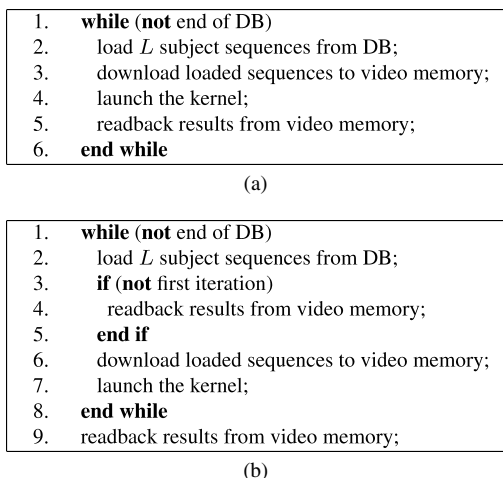 1. while (not end of DB)
2. load L subject sequences from DB;
3. download loaded sequences to video memory;
4. launch the kernel;
5. readback results from video memory;
6. end while
(a)
1. while (not end of DB)
2. load L subject sequences from DB;
3. if (not first iteration)
4. readback results from video memory;
5. end if
6. download loaded sequences to video memory;
7. launch the kernel;
8. end while
9. readback results from video memory;
(b)